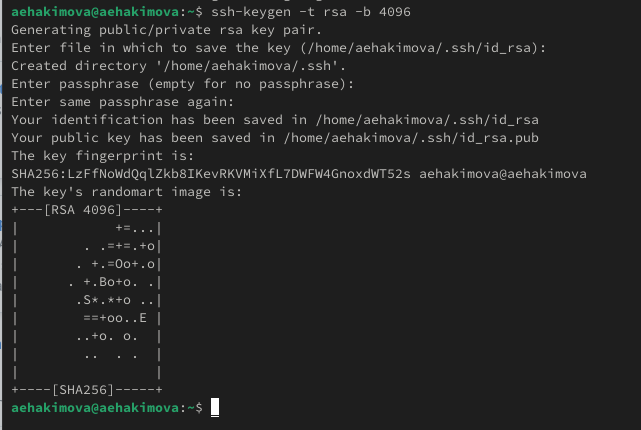 aehakimova@aehakimova:~$ ssh-keygen -t rsa -b 4096
Generating public/private rsa key pair.
Enter file in which to save the key (/home/aehakimova/.ssh/id_rsa):
Created directory '/home/aehakimova/.ssh'.
Enter passphrase (empty for no passphrase):
Enter same passphrase again:
Your identification has been saved in /home/aehakimova/.ssh/id_rsa
Your public key has been saved in /home/aehakimova/.ssh/id_rsa.pub
The key fingerprint is:
SHA256:LzFfNoWdQqlZkb8IKevRKVMiXfL7DWFW4GnoxdWT52s aehakimova@aehakimova
The key's randomart image is:
+---[RSA 4096]----+
|            +=...|
|        . .=+=.+o|
|       . +.=Oo+.o|
|      . +.Bo+o. .|
|       .S*.*+o ..|
|        ==+oo..E |
|       ..+o. o.  |
|        ..  . .  |
|                 |
+----[SHA256]-----+
aehakimova@aehakimova:~$